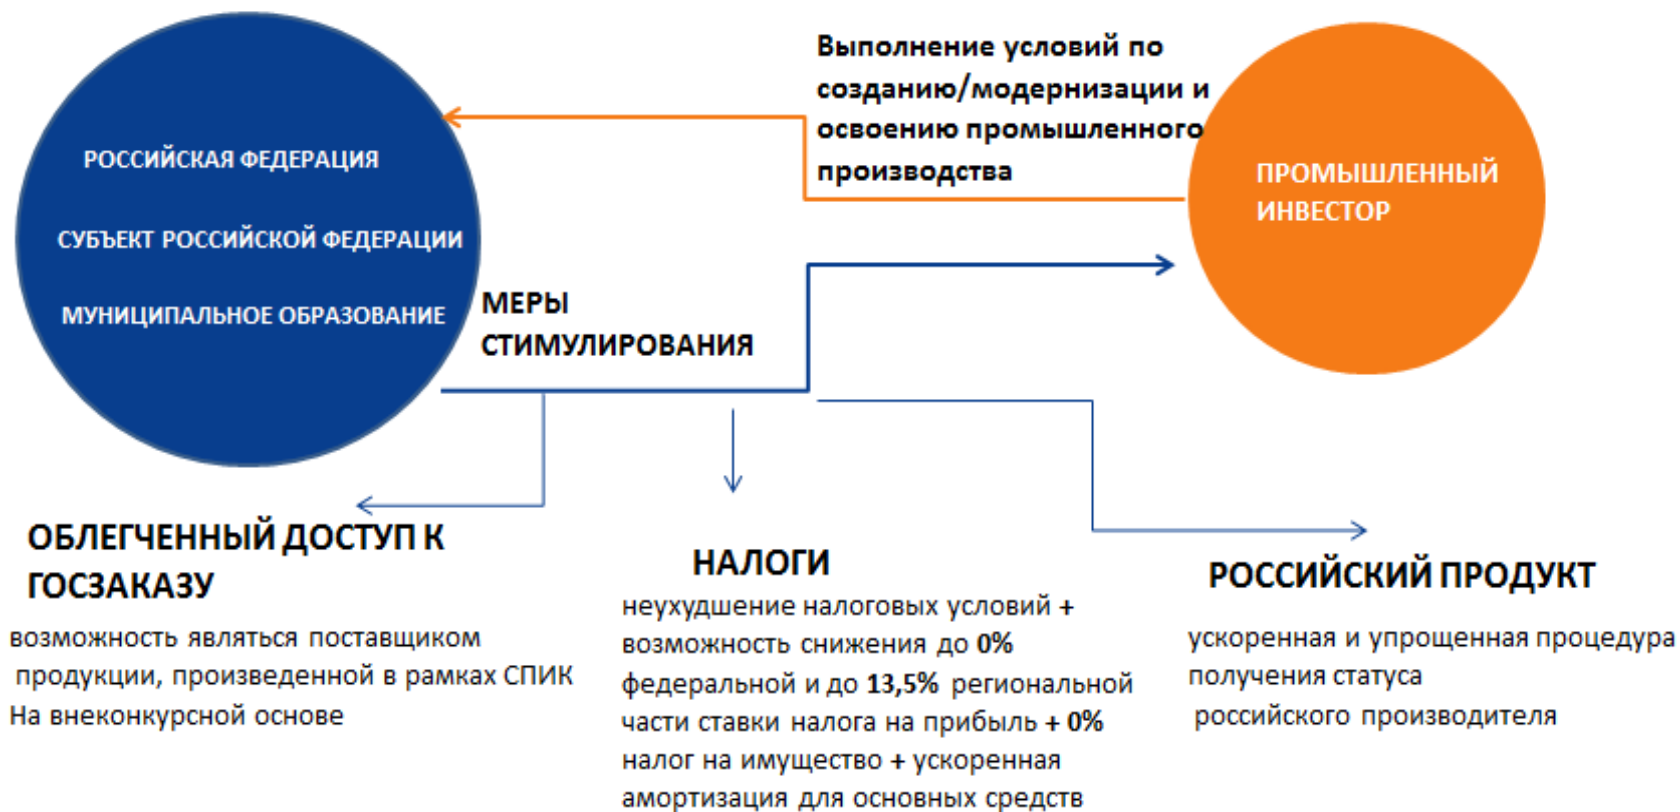 Выполнение условий по
созданию/модернизации и
освоению промышленного
производства
РОССИЙСКАЯ ФЕДЕРАЦИЯ
СУБЪЕКТ РОССИЙСКОЙ ФЕДЕРАЦИИ
МУНИЦИПАЛЬНОЕ ОБРАЗОВАНИЕ
ПРОМЫШЛЕННЫЙ
ИНВЕСТОР
МЕРЫ
СТИМУЛИРОВАНИЯ
ОБЛЕГЧЕННЫЙ ДОСТУП К
ГОСЗАКАЗУ
возможность являться поставщиком
продукции, произведенной в рамках СПИК
На внеконкурсной основе
НАЛОГИ
неухудшение налоговых условий +
возможность снижения до 0%
федеральной и до 13,5% региональной
части ставки налога на прибыль + 0%
налог на имущество + ускоренная
амортизация для основных средств
РОССИЙСКИЙ ПРОДУКТ
ускоренная и упрощенная процедура
получения статуса
российского производителя